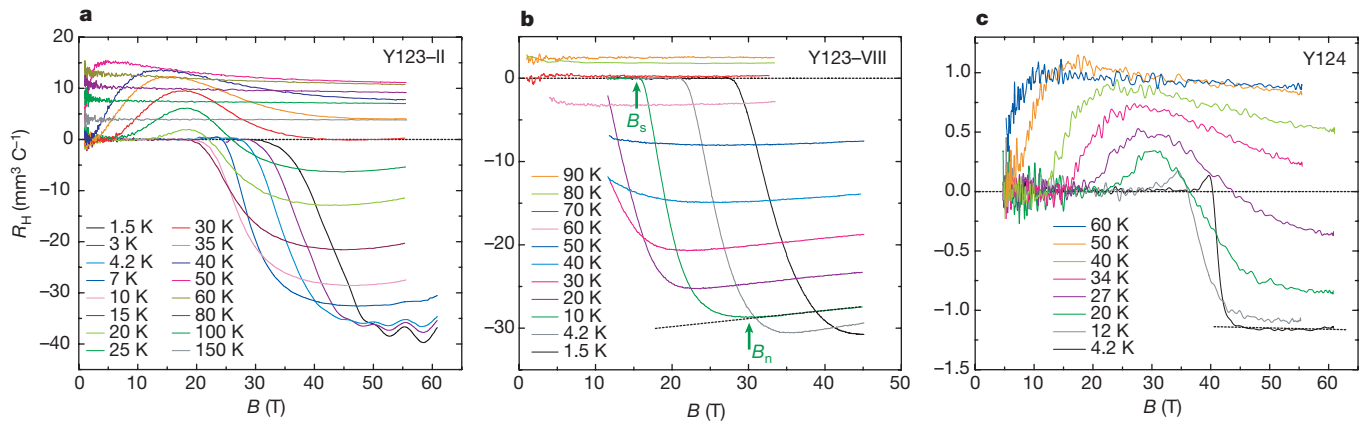 a
Y123–II
20
15
10
5
0
–10
–20
–30
–40
R_H (mm³ C⁻¹)
1.5 K
3 K
4.2 K
7 K
10 K
15 K
20 K
25 K
30 K
35 K
40 K
50 K
60 K
80 K
100 K
150 K
0 10 20 30 40 50 60
B (T)
b
Y123–VIII
0
–10
–20
–30
B_s
B_n
90 K
80 K
70 K
60 K
50 K
40 K
30 K
20 K
10 K
4.2 K
1.5 K
0 10 20 30 40 50
B (T)
c
Y124
1.0
0.5
0.0
–0.5
–1.0
–1.5
60 K
50 K
40 K
34 K
27 K
20 K
12 K
4.2 K
0 10 20 30 40 50 60
B (T)